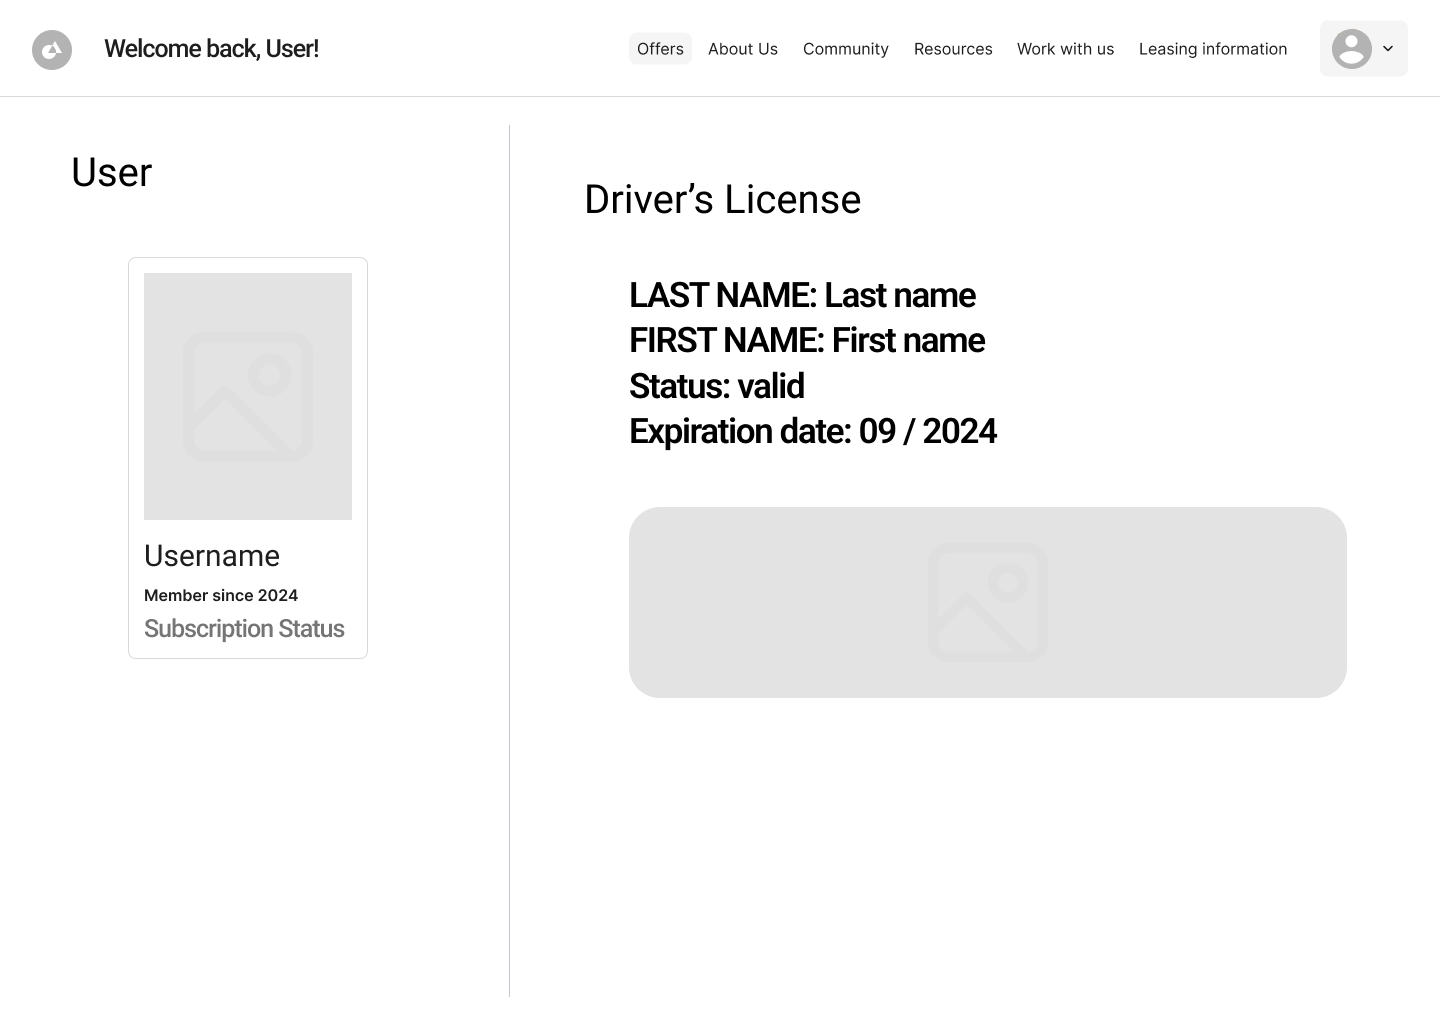 Welcome back, User!
Offers
About Us
Community
Resources
Work with us
Leasing information
User
Username
Member since 2024
Subscription Status
Driver’s License
LAST NAME: Last name
FIRST NAME: First name
Status: valid
Expiration date: 09 / 2024